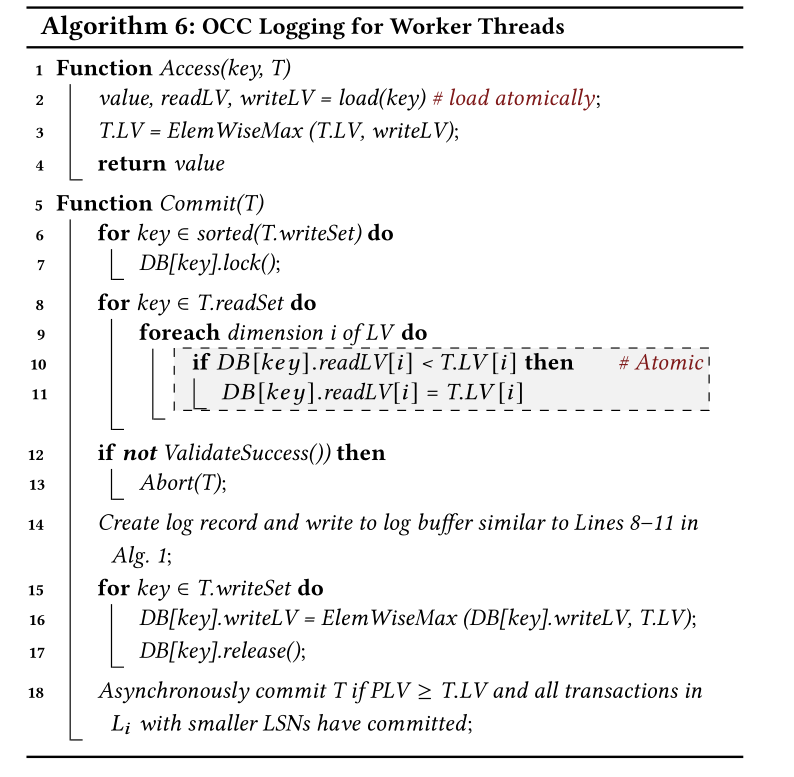 Algorithm 6: OCC Logging for Worker Threads
1 Function Access(key, T)
2 value, readLV, writeLV = load(key) # load atomically;
3 T.LV = ElemWiseMax (T.LV, writeLV);
4 return value
5 Function Commit(T)
6 for key ∈ sorted(T.writeSet) do
7 DB[key].lock();
8 for key ∈ T.readSet do
9 foreach dimension i of LV do
10 if DB[key].readLV[i] < T.LV[i] then # Atomic
11 DB[key].readLV[i] = T.LV[i]
12 if not ValidateSuccess()) then
13 Abort(T);
14 Create log record and write to log buffer similar to Lines 8–11 in
Alg. 1;
15 for key ∈ T.writeSet do
16 DB[key].writeLV = ElemWiseMax (DB[key].writeLV, T.LV);
17 DB[key].release();
18 Asynchronously commit T if PLV ≥ T.LV and all transactions in
Li with smaller LSNs have committed;